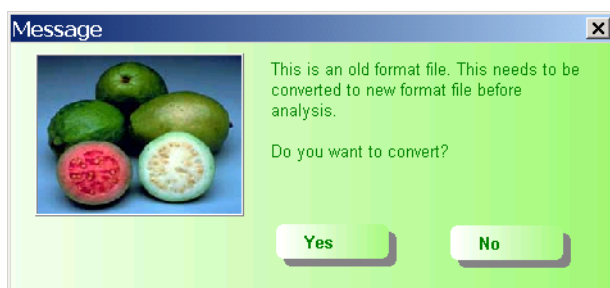 Message
This is an old format file. This needs to be
converted to new format file before
analysis.
Do you want to convert?
Yes
No